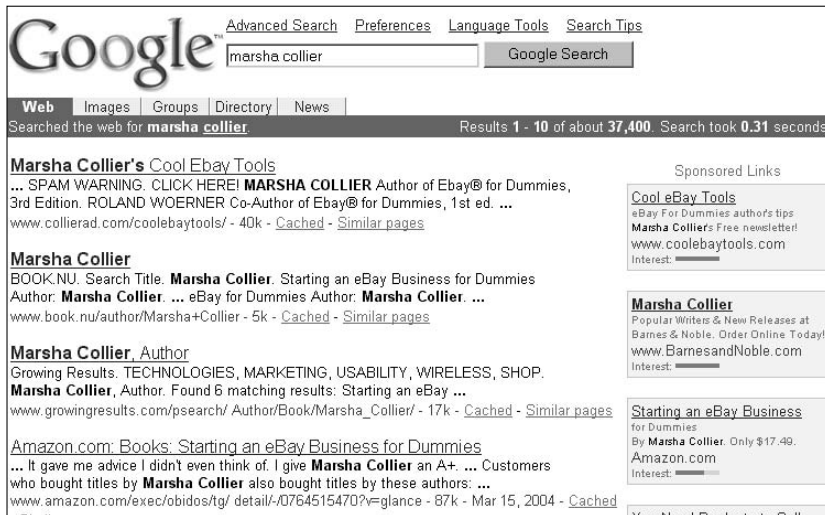 Google™
Advanced Search Preferences Language Tools Search Tips
marsha collier Google Search
Web Images Groups Directory News
Searched the web for marsha collier. Results 1 - 10 of about 37,400. Search took 0.31 seconds
Marsha Collier's Cool Ebay Tools
... SPAM WARNING. CLICK HERE! MARSHA COLLIER Author of Ebay® for Dummies,
3rd Edition. ROLAND WOERNER Co-Author of Ebay® for Dummies, 1st ed. ...
www.collierad.com/coolebaytools/ - 40k - Cached - Similar pages
Marsha Collier
BOOK.NU. Search Title. Marsha Collier. Starting an eBay Business for Dummies
Author: Marsha Collier. ... eBay for Dummies Author: Marsha Collier. ...
www.book.nu/author/Marsha+Collier - 5k - Cached - Similar pages
Marsha Collier, Author
Growing Results. TECHNOLOGIES, MARKETING, USABILITY, WIRELESS, SHOP.
Marsha Collier, Author. Found 6 matching results: Starting an eBay ...
www.growingresults.com/psearch/ Author/Book/Marsha_Collier/ - 17k - Cached - Similar pages
Amazon.com: Books: Starting an eBay Business for Dummies
... It gave me advice I didn't even think of. I give Marsha Collier an A+. ... Customers
who bought titles by Marsha Collier also bought titles by these authors: ...
www.amazon.com/exec/obidos/tg/ detail/-/0764515470?v=glance - 87k - Mar 15, 2004 - Cached
Sponsored Links
Cool eBay Tools
eBay For Dummies author's tips
Marsha Collier's Free newsletter!
www.coolebaytools.com
Interest:
Marsha Collier
Popular Writers & New Releases at
Barnes & Noble. Order Online Today!
www.BarnesandNoble.com
Interest:
Starting an eBay Business
for Dummies
By Marsha Collier. Only $17.49.
Amazon.com
Interest: